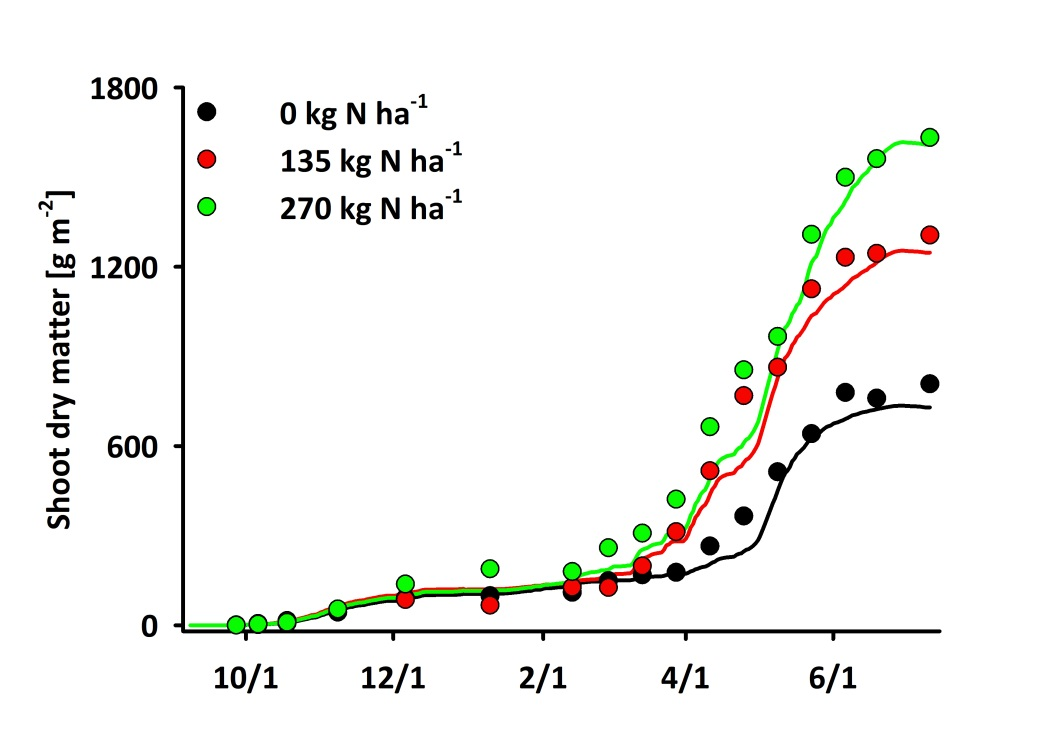 1800
0 kg N ha⁻¹
135 kg N ha⁻¹
270 kg N ha⁻¹
1200
600
0
Shoot dry matter [g m⁻²]
10/1 12/1 2/1 4/1 6/1